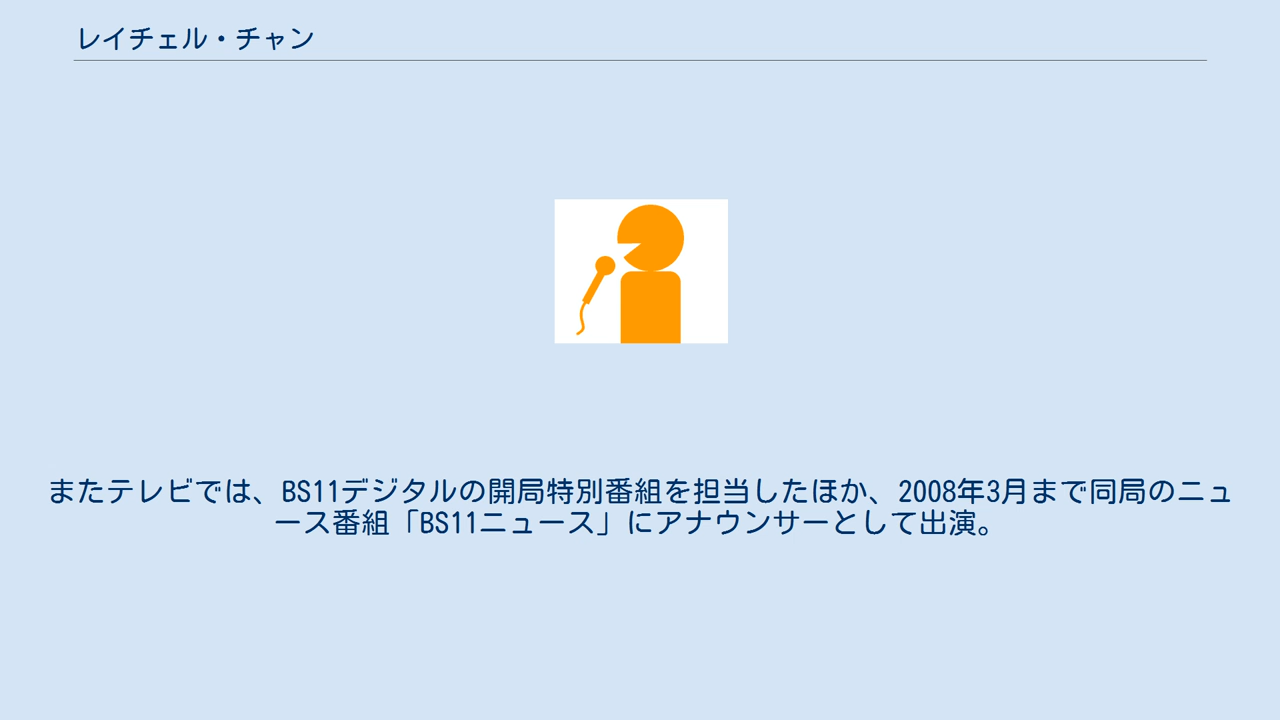 レイチェル・チャン
またテレビでは、BS11デジタルの開局特別番組を担当したほか、2008年3月まで同局のニュ
ース番組「BS11ニュース」にアナウンサーとして出演。